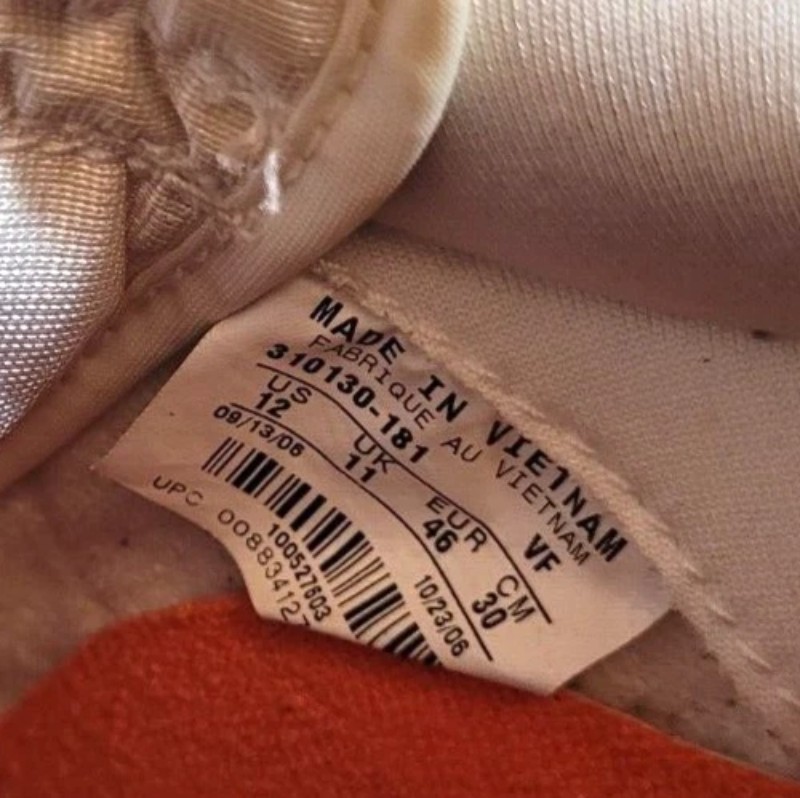 MADE IN VIETNAM
FABRIQUE AU VIETNAM
310130-181 VF
US UK EUR CM
12 11 46 30
09/13/06 10/23/06
100527603
UPC 00883412